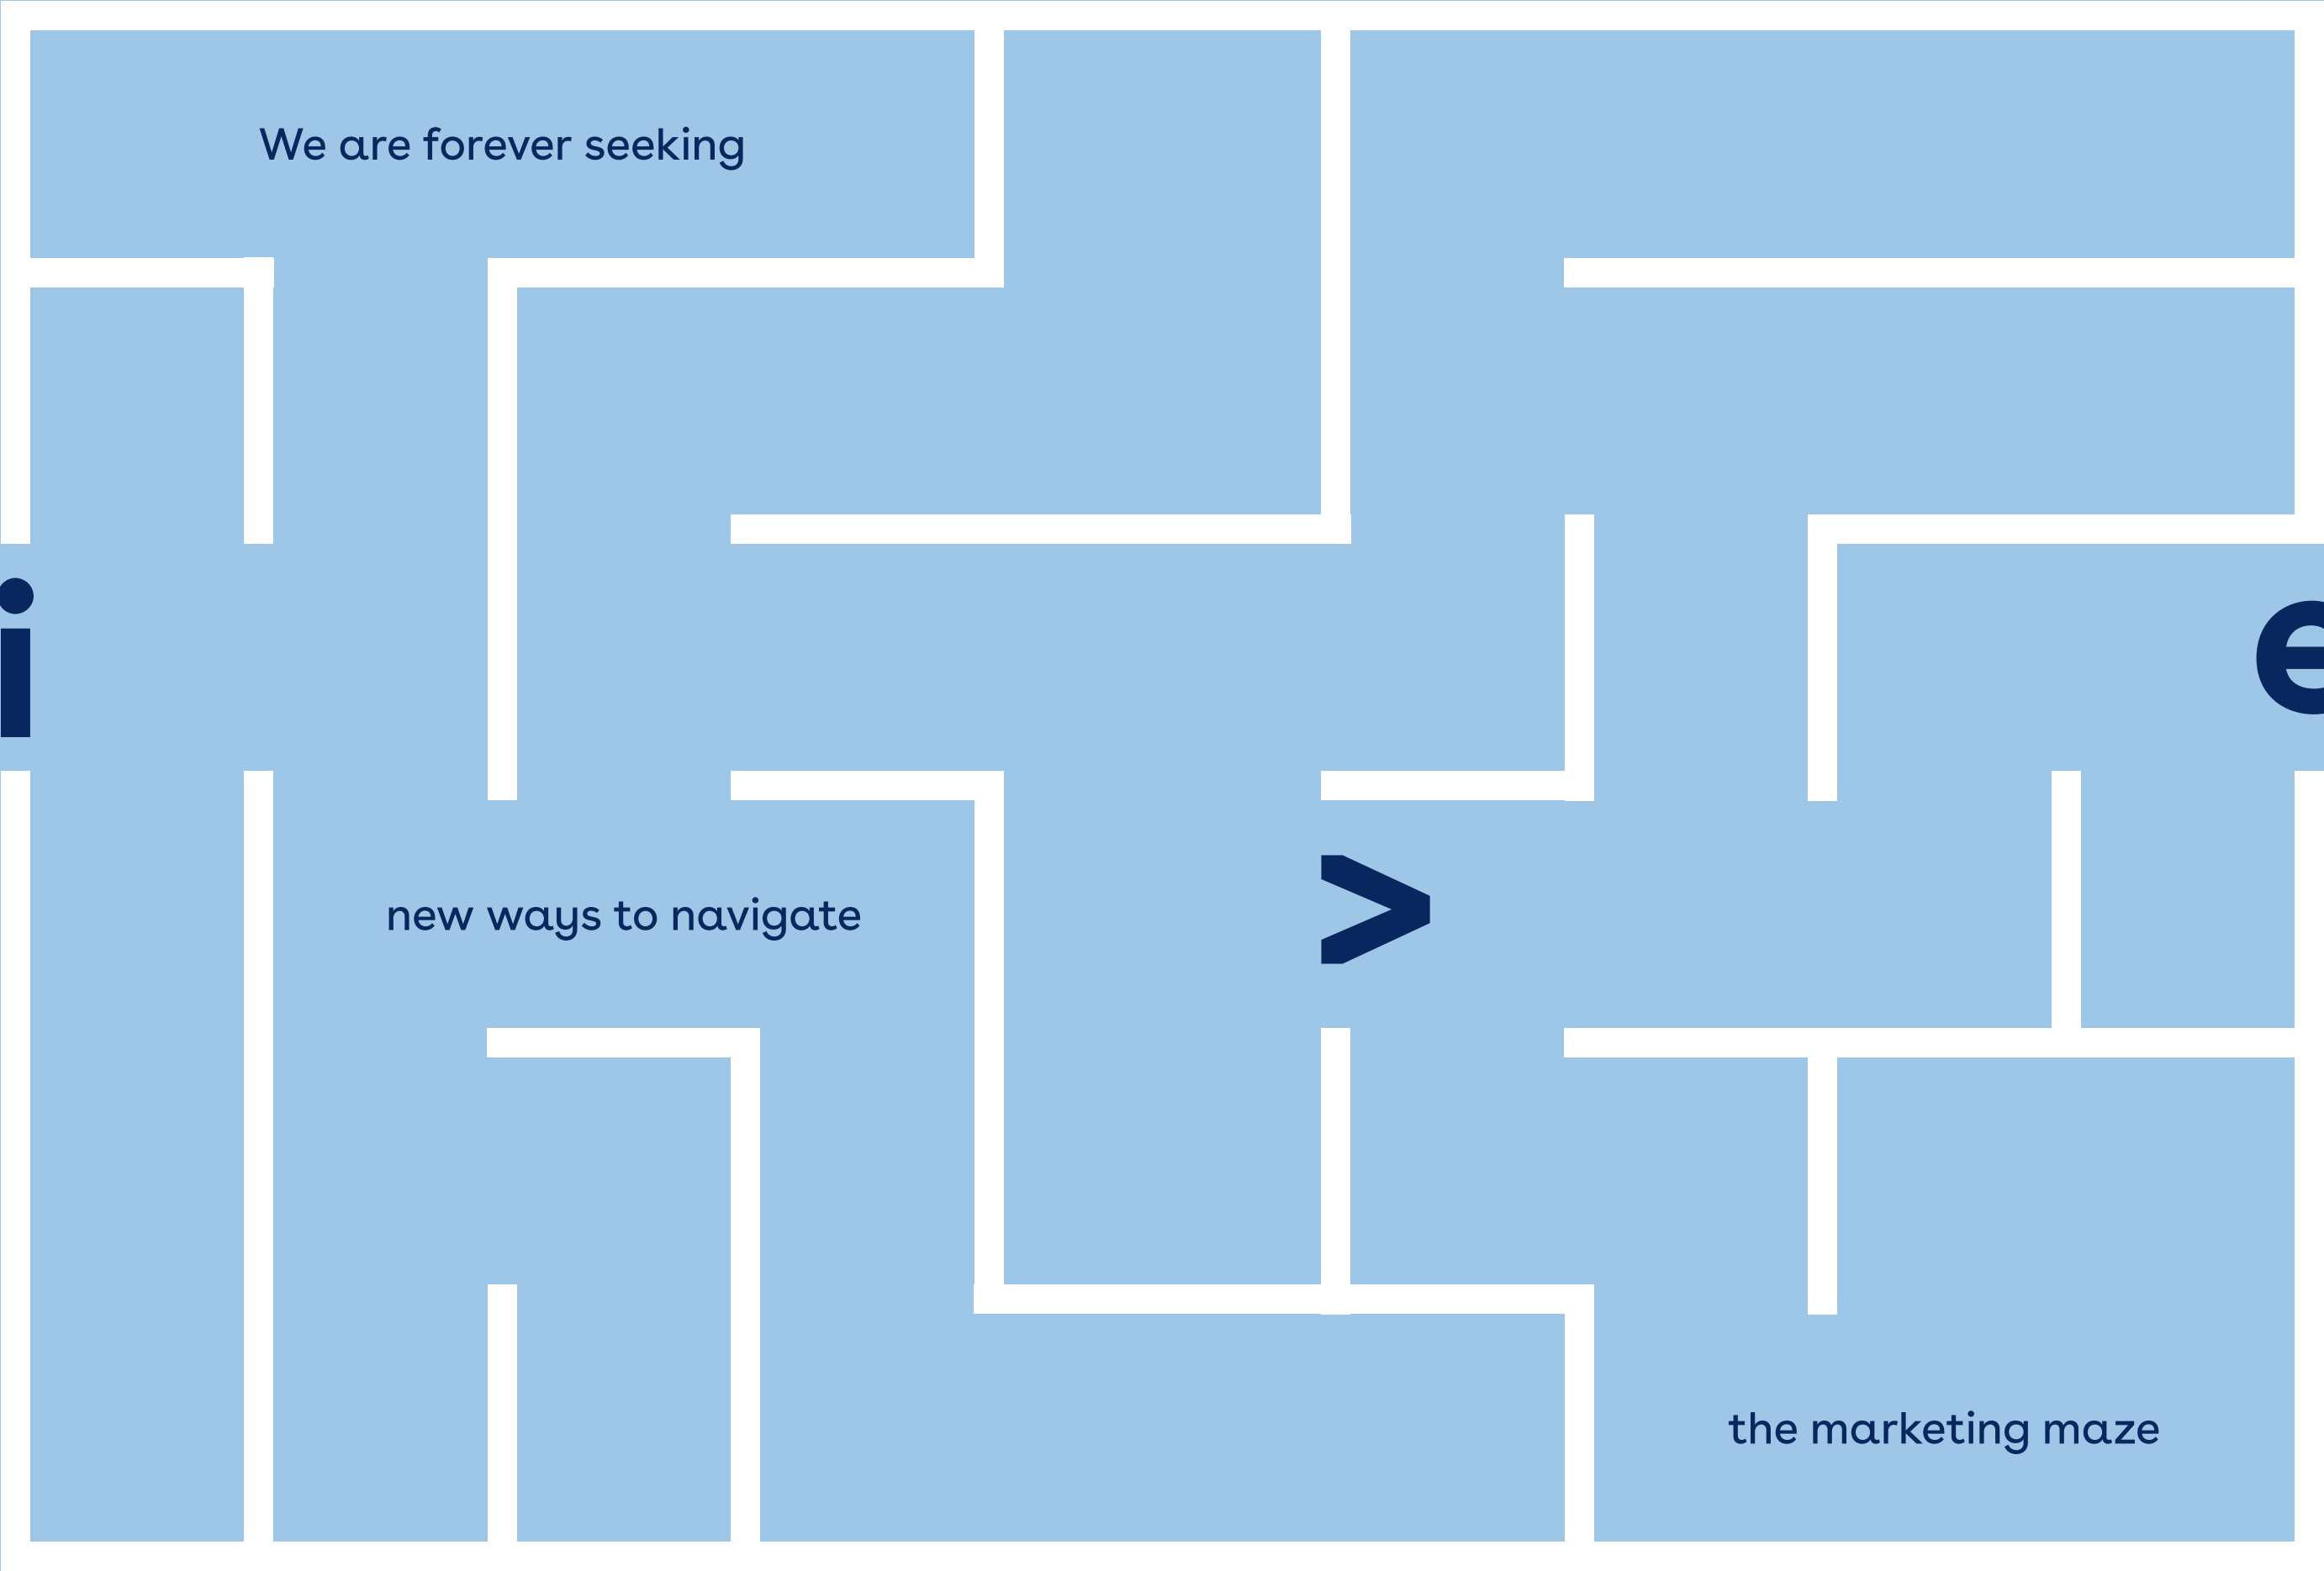 We are forever seeking
i
e
new ways to navigate
>
the marketing maze